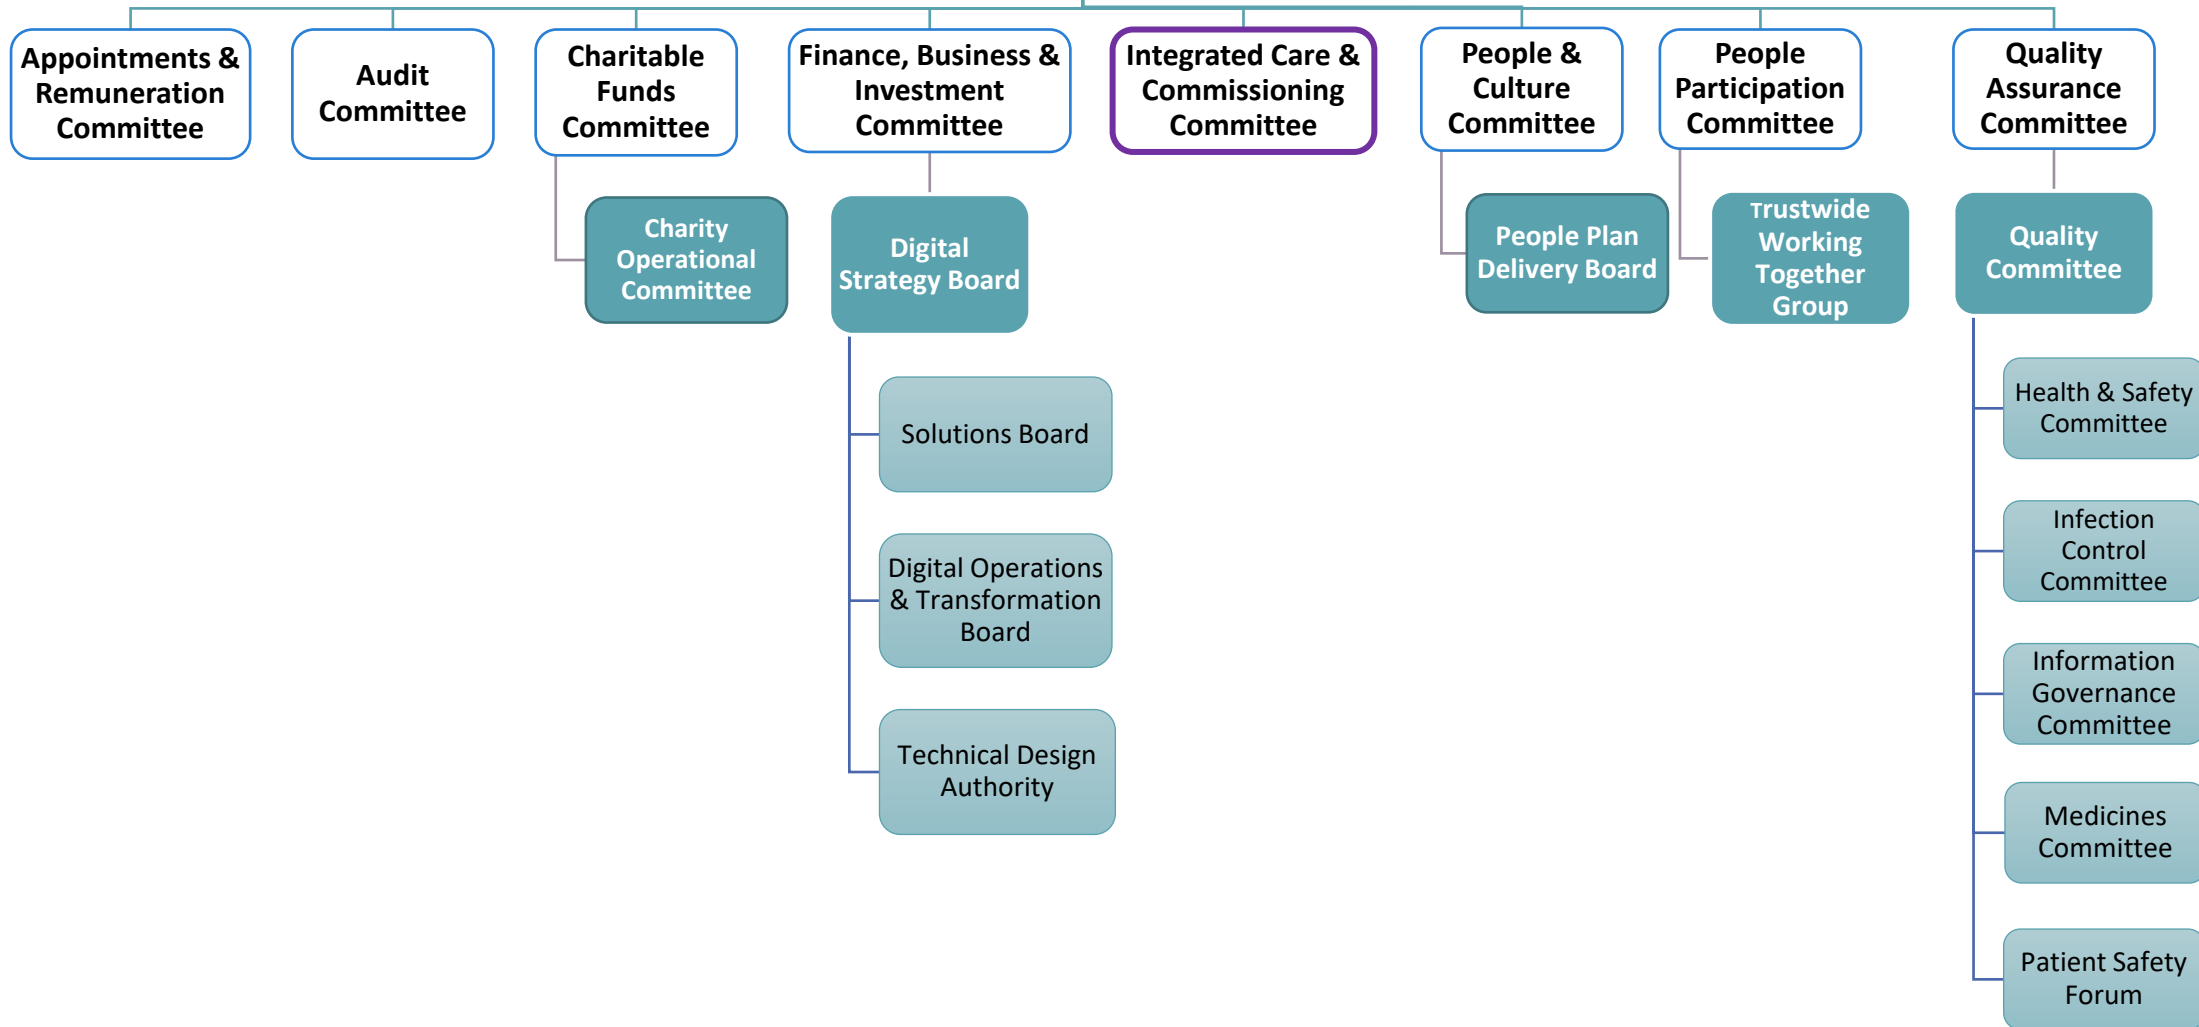 Appointments &
Remuneration
Committee
Audit
Committee
Charitable
Funds
Committee
Finance, Business &
Investment
Committee
Integrated Care &
Commissioning
Committee
People &
Culture
Committee
People
Participation
Committee
Quality
Assurance
Committee
Charity
Operational
Committee
Digital
Strategy Board
People Plan
Delivery Board
Trustwide
Working
Together
Group
Quality
Committee
Solutions Board
Digital Operations
& Transformation
Board
Technical Design
Authority
Health & Safety
Committee
Infection
Control
Committee
Information
Governance
Committee
Medicines
Committee
Patient Safety
Forum